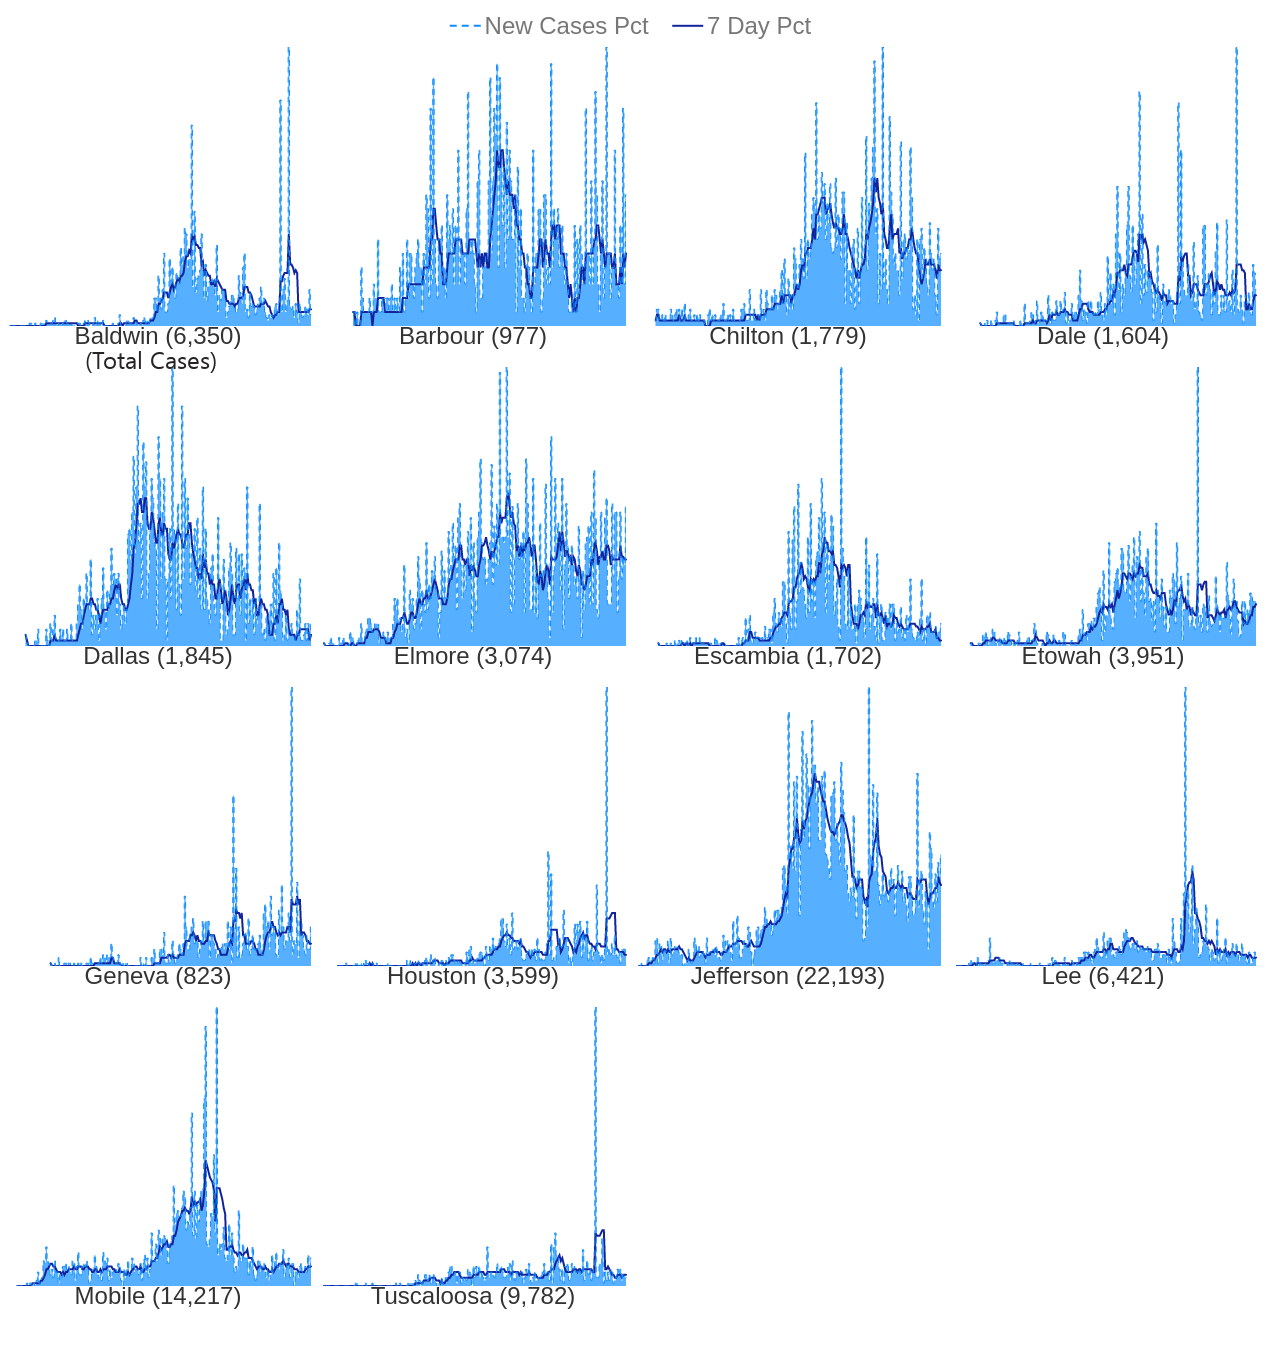 New Cases Pct 7 Day Pct
Baldwin (6,350) Barbour (977) Chilton (1,779) Dale (1,604)
(Total Cases)
Dallas (1,845) Elmore (3,074) Escambia (1,702) Etowah (3,951)
Geneva (823) Houston (3,599) Jefferson (22,193) Lee (6,421)
Mobile (14,217) Tuscaloosa (9,782)